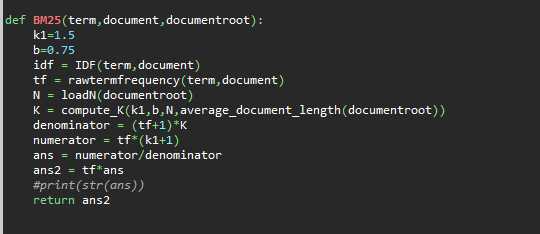 def BM25(term,document,documentroot):
    k1=1.5
    b=0.75
    idf = IDF(term,document)
    tf = rawtermfrequency(term,document)
    N = loadN(documentroot)
    K = compute_K(k1,b,N,average_document_length(documentroot))
    denominator = (tf+1)*K
    numerator = tf*(k1+1)
    ans = numerator/denominator
    ans2 = tf*ans
    #print(str(ans))
    return ans2